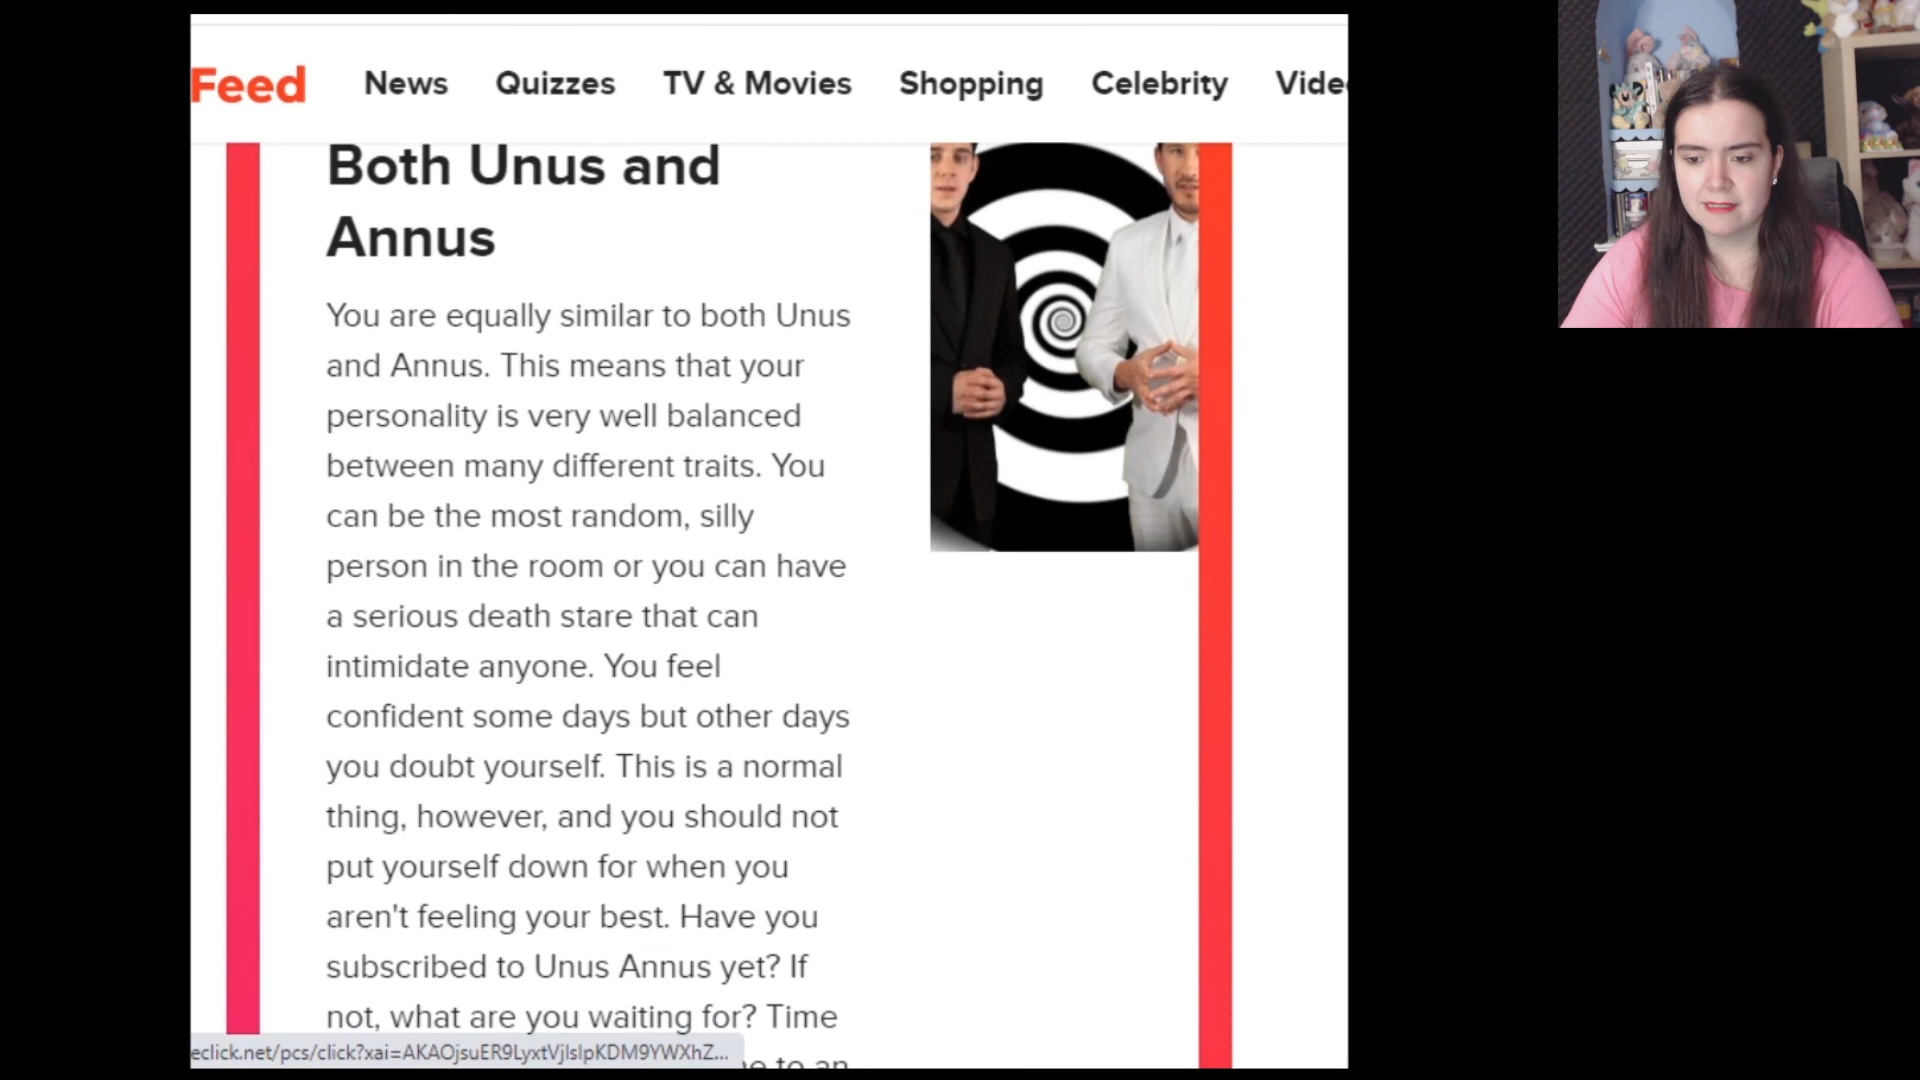 Feed News Quizzes TV & Movies Shopping Celebrity
Both Unus and
Annus
You are equally similar to both Unus
and Annus. This means that your
personality is very well balanced
between many different traits. You
can be the most random, silly
person in the room or you can have
a serious death stare that can
intimidate anyone. You feel
confident some days but other days
you doubt yourself. This is a normal
thing, however, and you should not
put yourself down for when you
aren't feeling your best. Have you
subscribed to Unus Annus yet? If
not, what are you waiting for? Time
to an